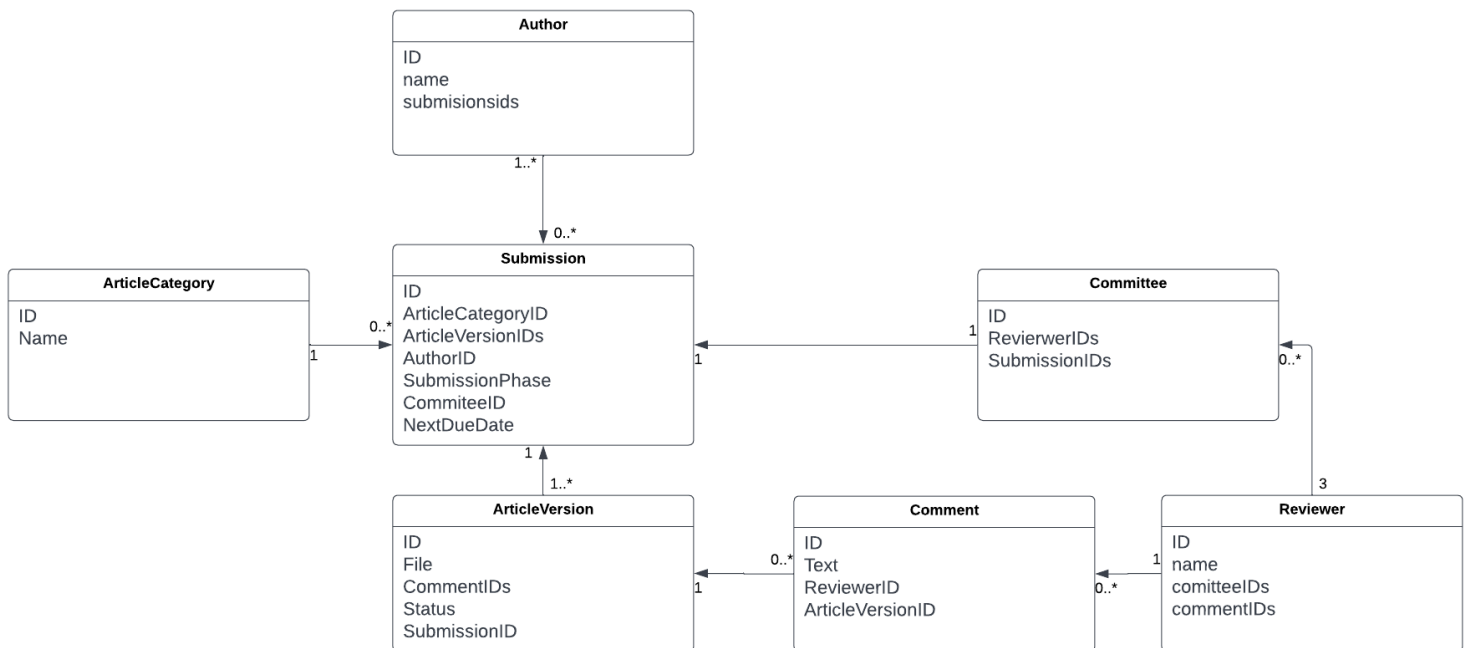 Author
ID
name
submisionsids
1..*
0..*
ArticleCategory
ID
Name
1
0..*
Submission
ID
ArticleCategoryID
ArticleVersionIDs
AuthorID
SubmissionPhase
CommiteeID
NextDueDate
1
1
Committee
ID
RevierwerIDs
SubmissionIDs
0..*
3
1
1..*
ArticleVersion
ID
File
CommentIDs
Status
SubmissionID
1
0..*
Comment
ID
Text
ReviewerID
ArticleVersionID
0..*
1
Reviewer
ID
name
comitteeIDs
commentIDs